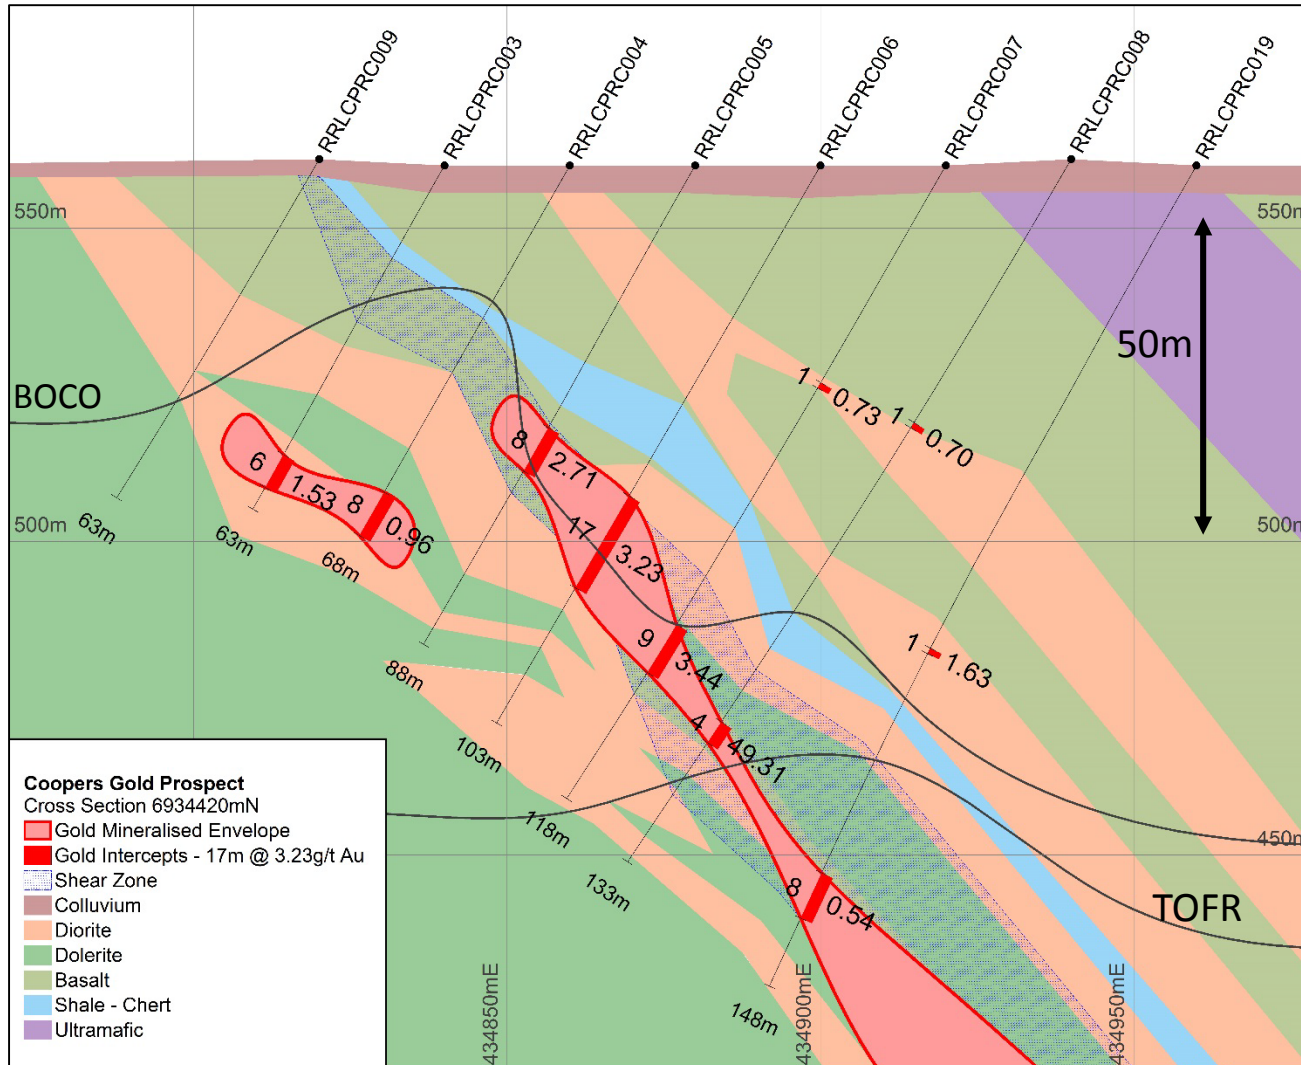 RRLCPRC009
RRLCPRC003
RRLCPRC004
RRLCPRC005
RRLCPRC006
RRLCPRC007
RRLCPRC008
RRLCPRC019
550m
550m
50m
BOCO
1 0.73
1 0.70
8 2.71
6 1.53
8 0.96
17 3.23
500m
500m
63m
63m
68m
9 3.44
1 1.63
88m
4 49.31
103m
118m
450m
133m
8 0.54
TOFR
148m
434850mE
434900mE
434950mE
Coopers Gold Prospect
Cross Section 6934420mN
Gold Mineralised Envelope
Gold Intercepts - 17m @ 3.23g/t Au
Shear Zone
Colluvium
Diorite
Dolerite
Basalt
Shale - Chert
Ultramafic